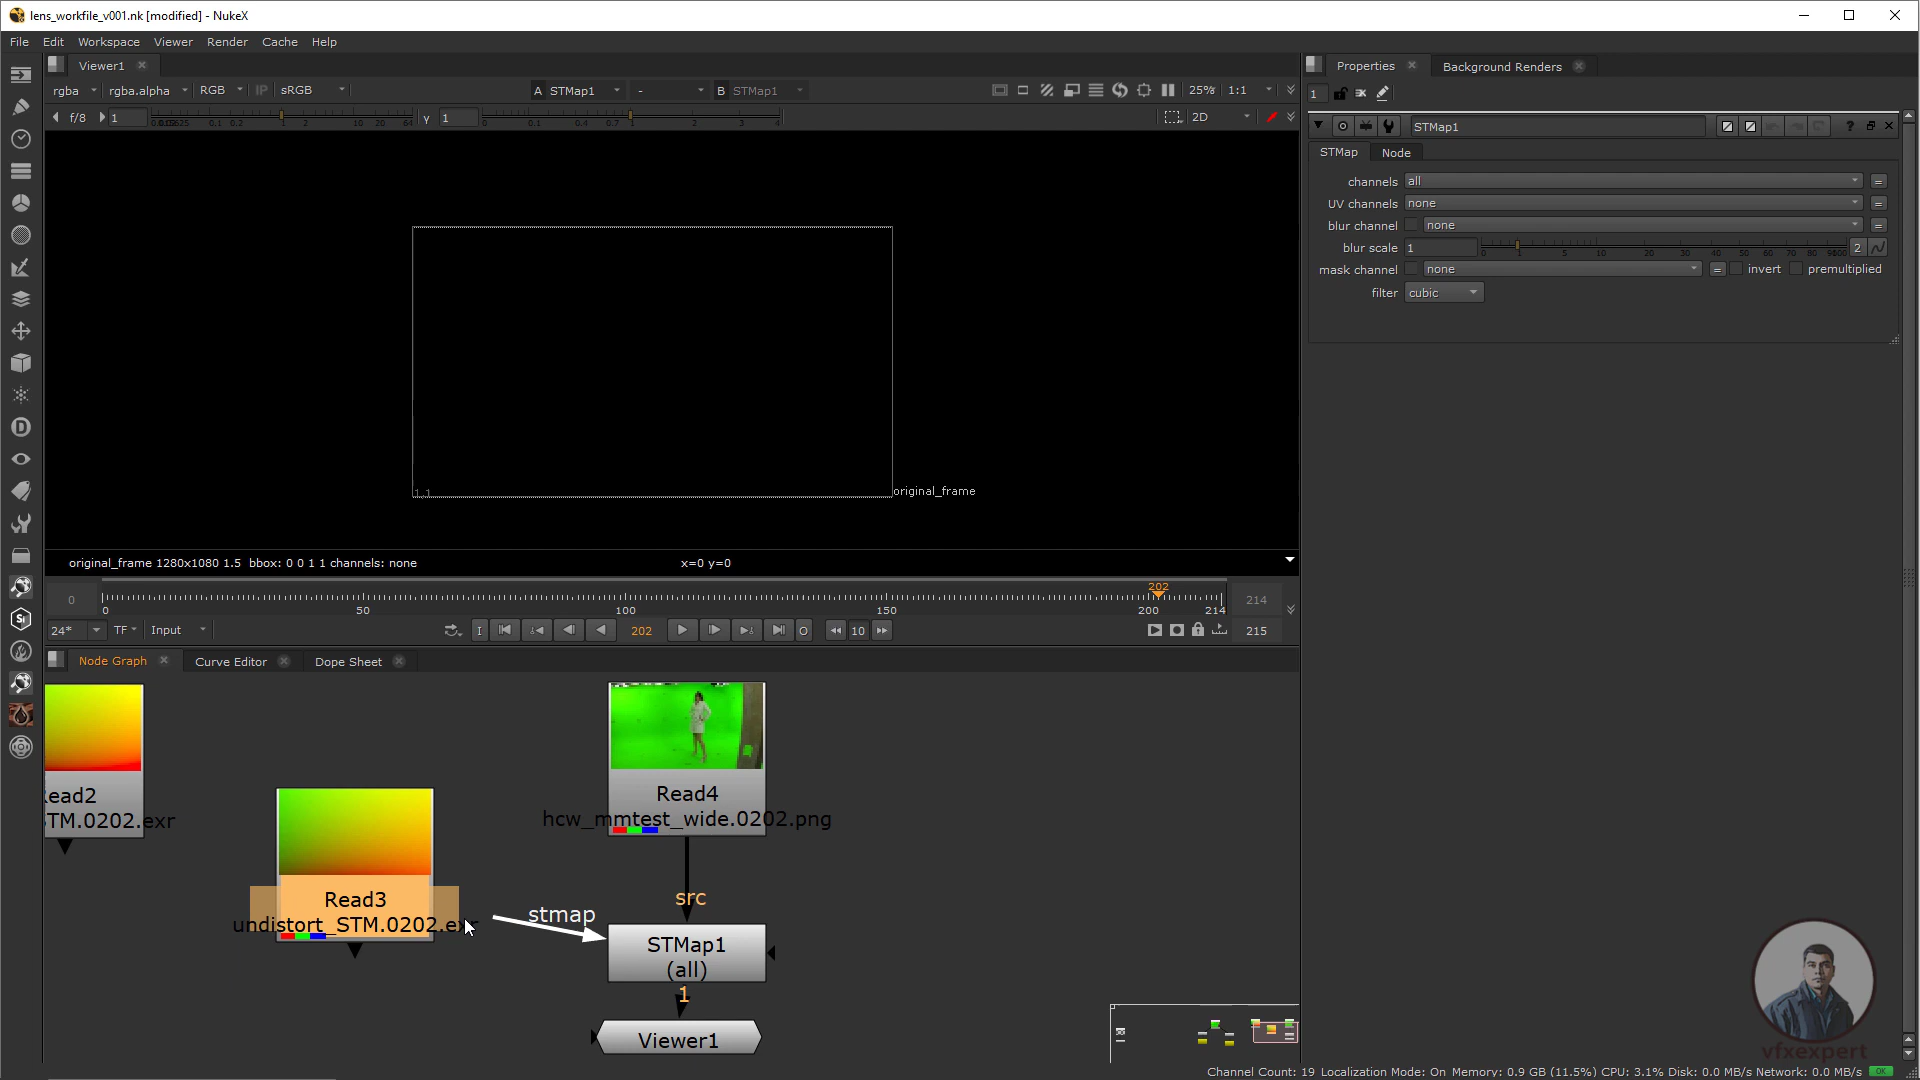 lens_workfile_v001.nk [modified] - NukeX
File Edit Workspace Viewer Render Cache Help
Viewer1
rgba rgba.alpha RGB IP sRGB A STMap1 - B STMap1 25% 1:1
f/8 1 Y 1 2D
original_frame
original_frame 1280x1080 1.5 bbox: 0 0 1 1 channels: none x=0 y=0
0 0 50 100 150 200 202 214 214
24* TF Input 202 10 215
Node Graph Curve Editor Dope Sheet
Read2
STM.0202.exr
Read3
undistort_STM.0202.exr
stmap
Read4
hcw_mmtest_wide.0202.png
src
STMap1
(all)
1
Viewer1
Properties Background Renders
1
STMap1
STMap Node
channels all
UV channels none
blur channel none
blur scale 1 2
mask channel none invert premultiplied
filter cubic
vfxexpert
Channel Count: 19 Localization Mode: On Memory: 0.9 GB (11.5%) CPU: 3.1% Disk: 0.0 MB/s Network: 0.0 MB/s OK